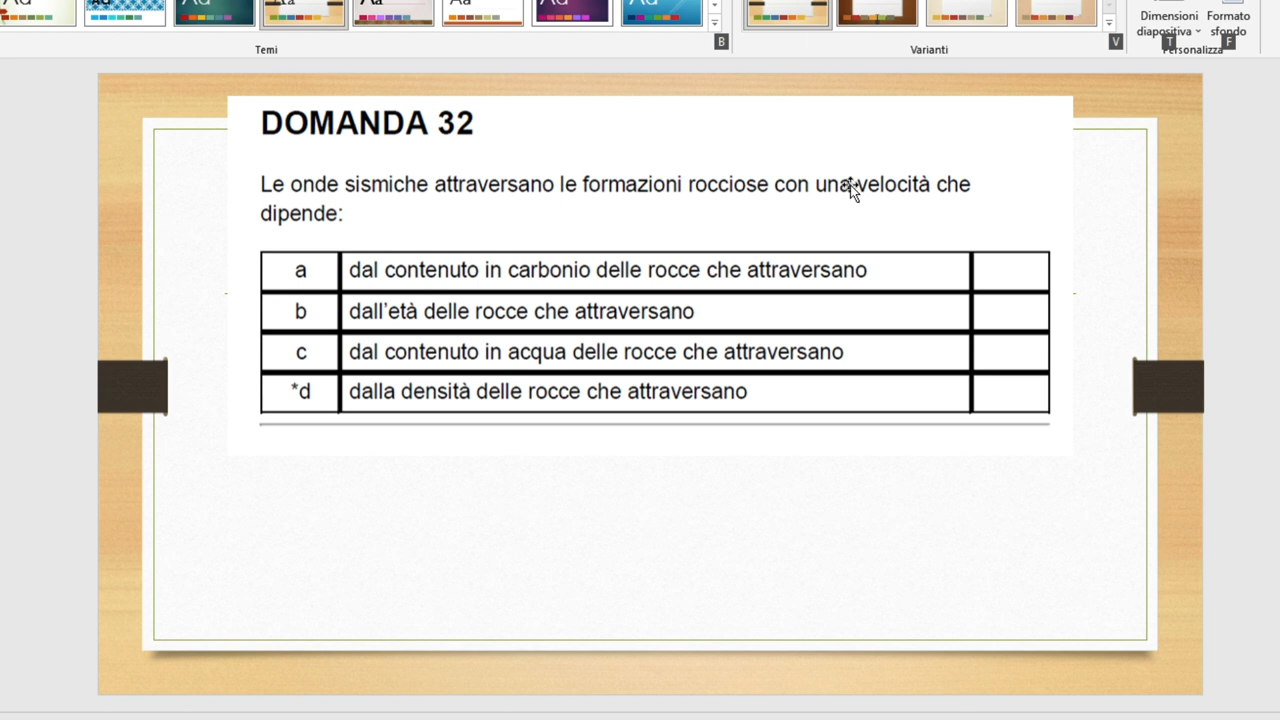 Aa
Aa
Temi
B
Varianti
V
Dimensioni
diapositiva
T
Formato
sfondo
F
Personalizza
DOMANDA 32
Le onde sismiche attraversano le formazioni rocciose con una velocità che
dipende:
a dal contenuto in carbonio delle rocce che attraversano
b dall'età delle rocce che attraversano
c dal contenuto in acqua delle rocce che attraversano
*d dalla densità delle rocce che attraversano